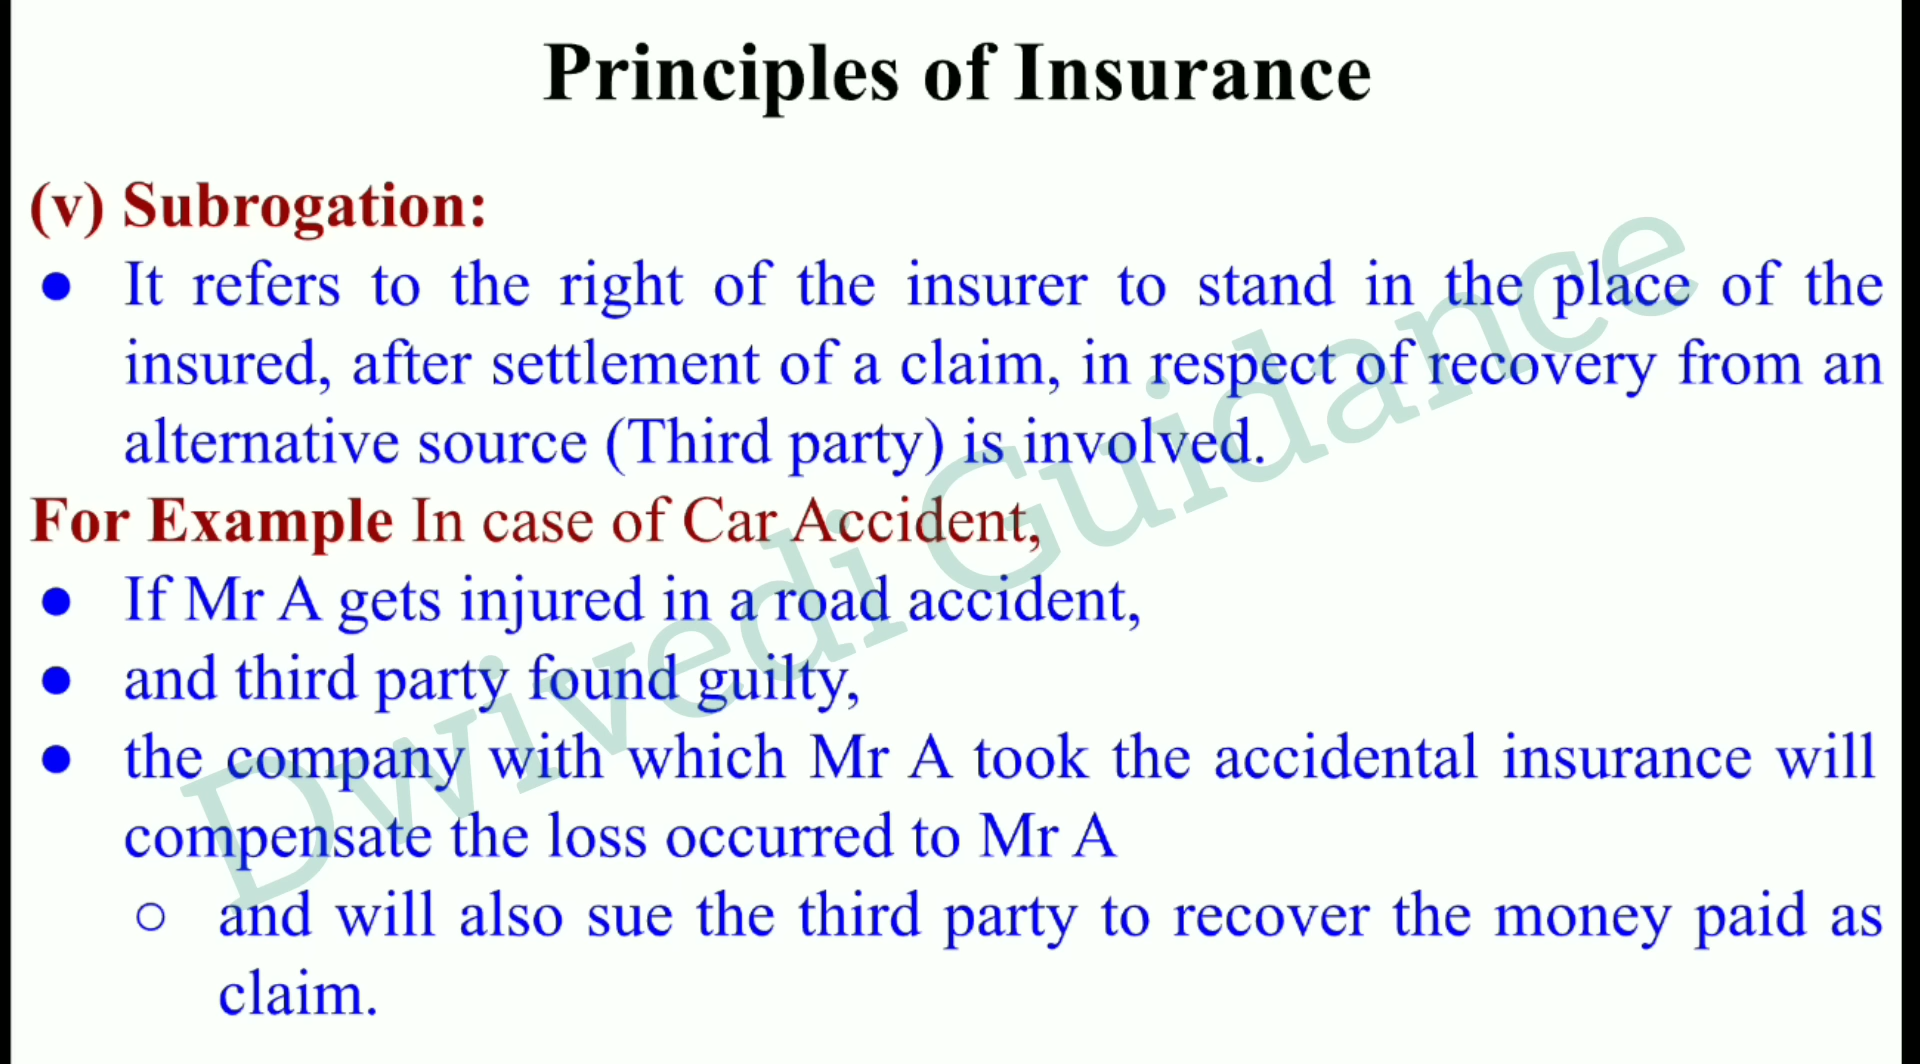 Principles of Insurance
(v) Subrogation:
● It refers to the right of the insurer to stand in the place of the
insured, after settlement of a claim, in respect of recovery from an
alternative source (Third party) is involved.
For Example In case of Car Accident,
● If Mr A gets injured in a road accident,
● and third party found guilty,
● the company with which Mr A took the accidental insurance will
compensate the loss occurred to Mr A
○ and will also sue the third party to recover the money paid as
claim.
Dwivedi Guidance